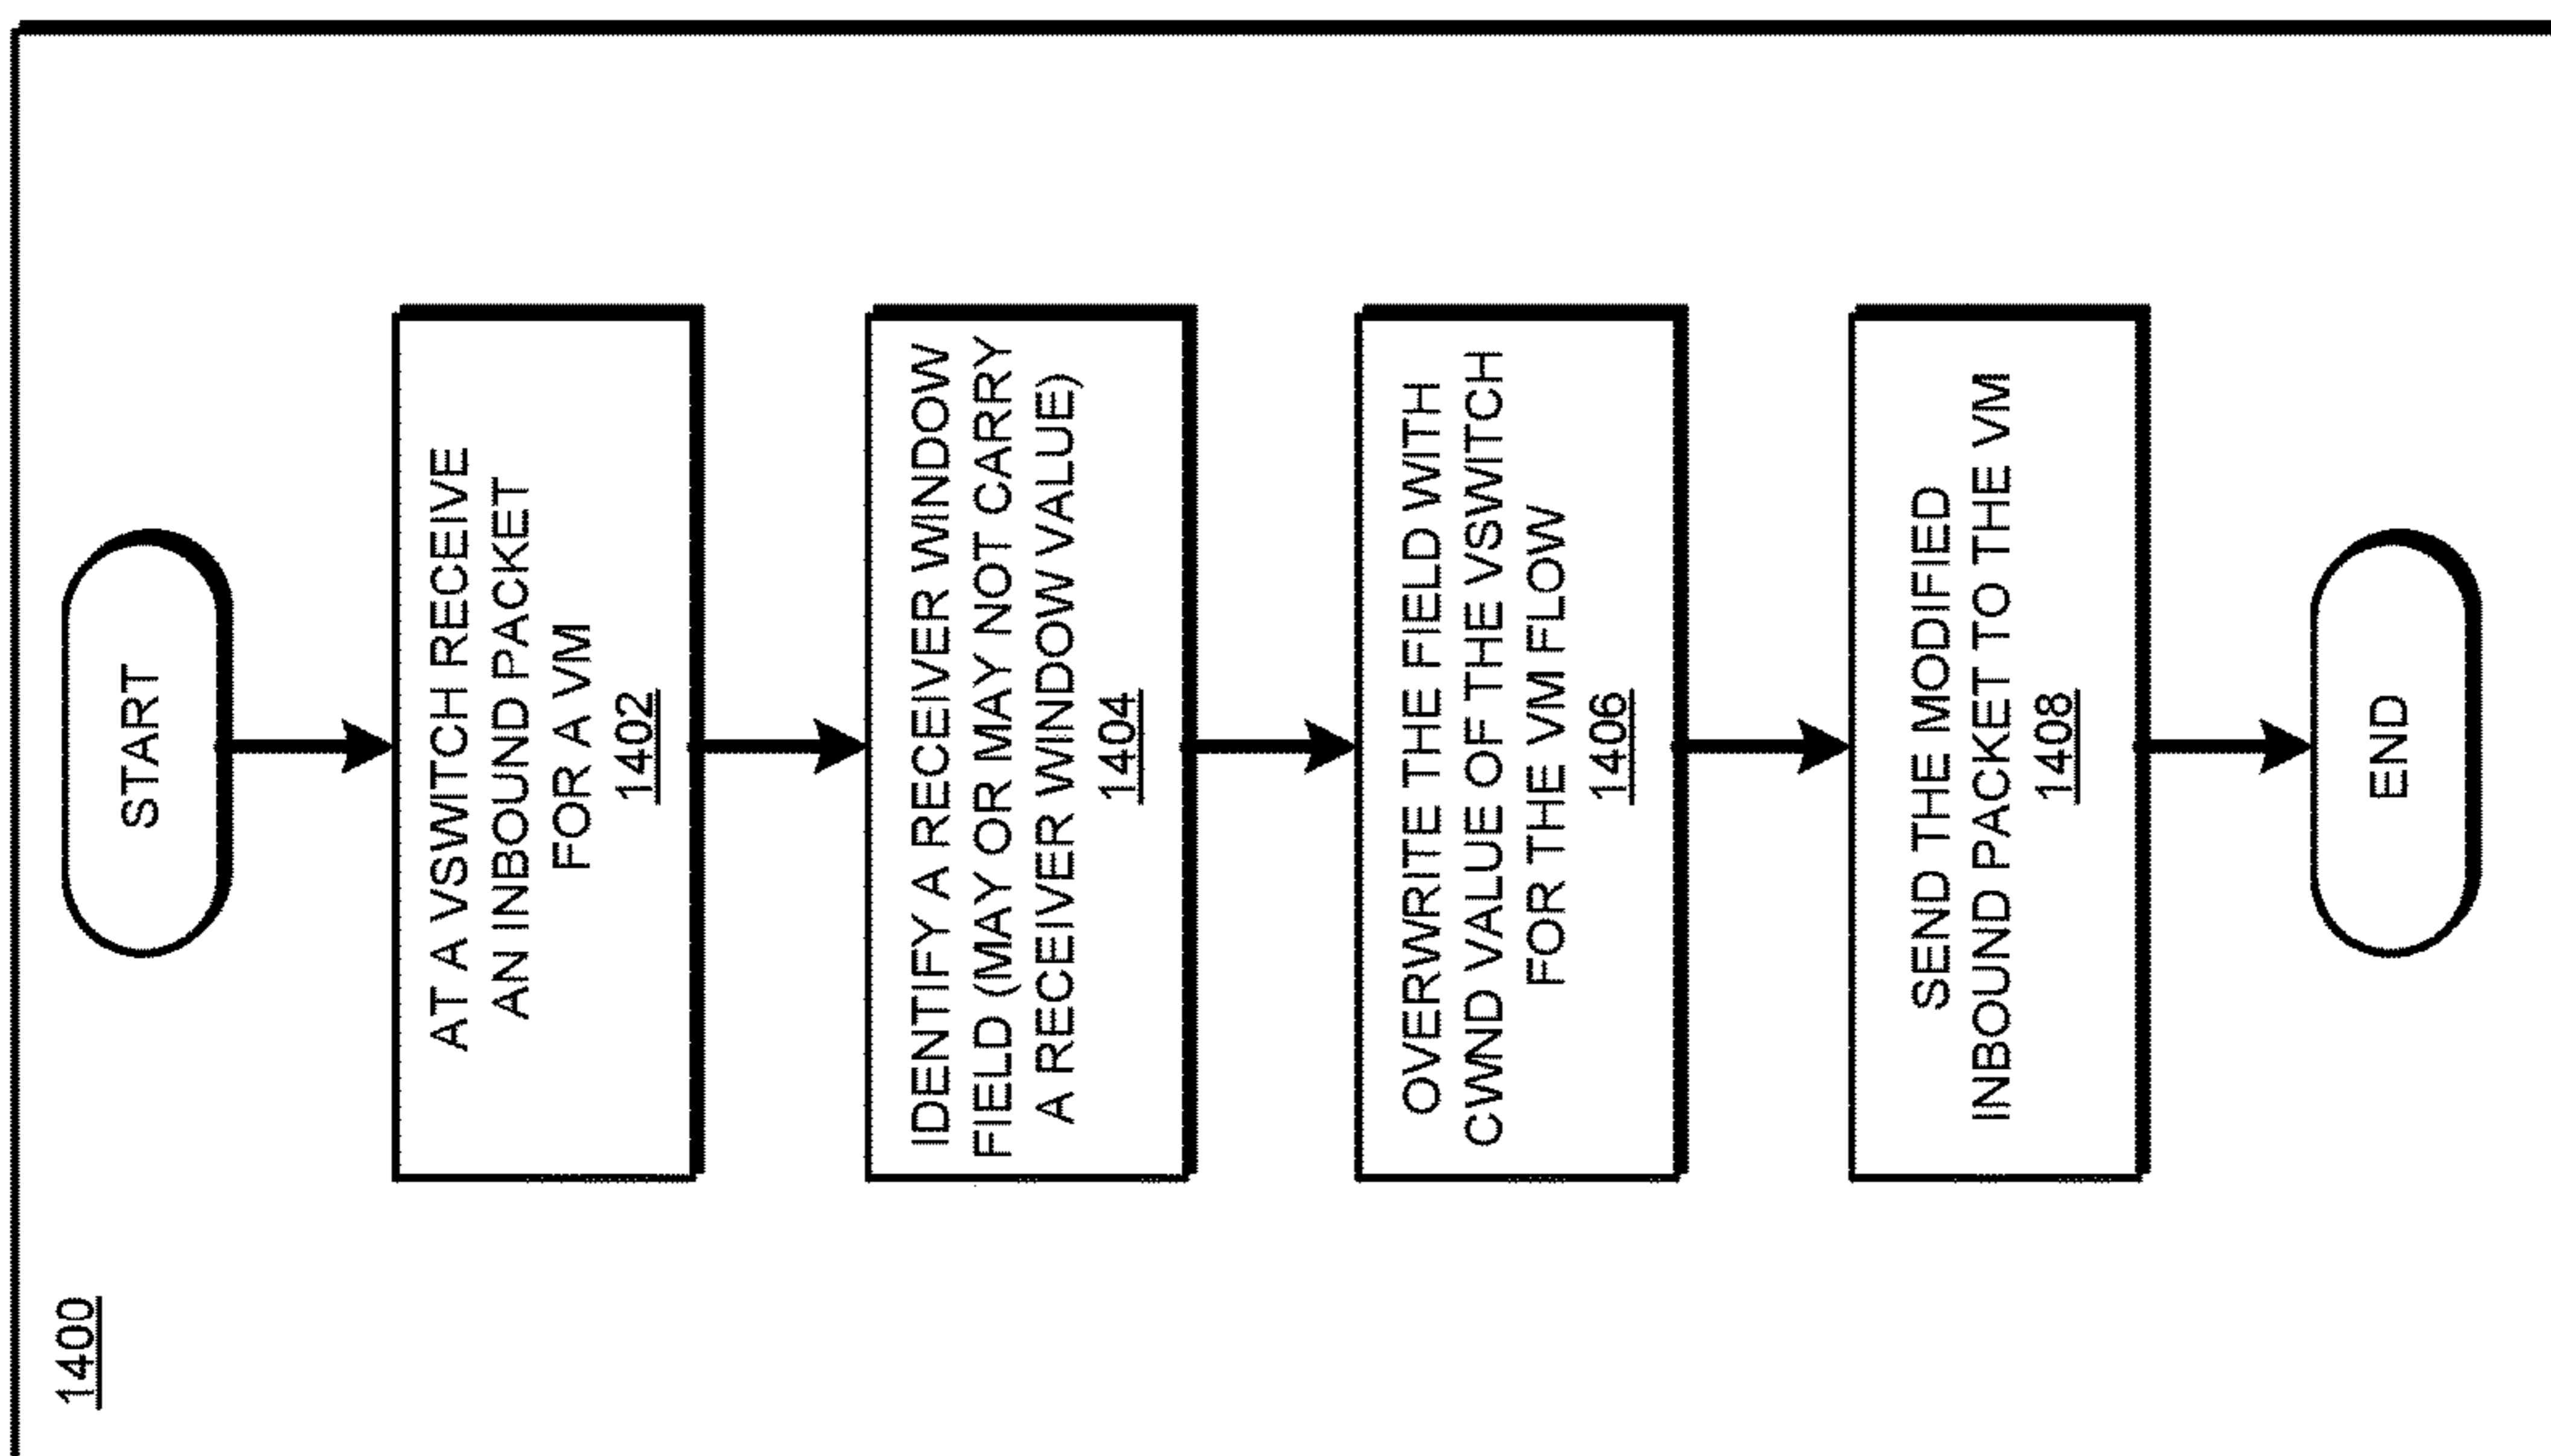 1400
START
AT A VSWITCH RECEIVE
AN INBOUND PACKET
FOR A VM
1402
IDENTIFY A RECEIVER WINDOW
FIELD (MAY OR MAY NOT CARRY
A RECEIVER WINDOW VALUE)
1404
OVERWRITE THE FIELD WITH
CWND VALUE OF THE VSWITCH
FOR THE VM FLOW
1406
SEND THE MODIFIED
INBOUND PACKET TO THE VM
1408
END